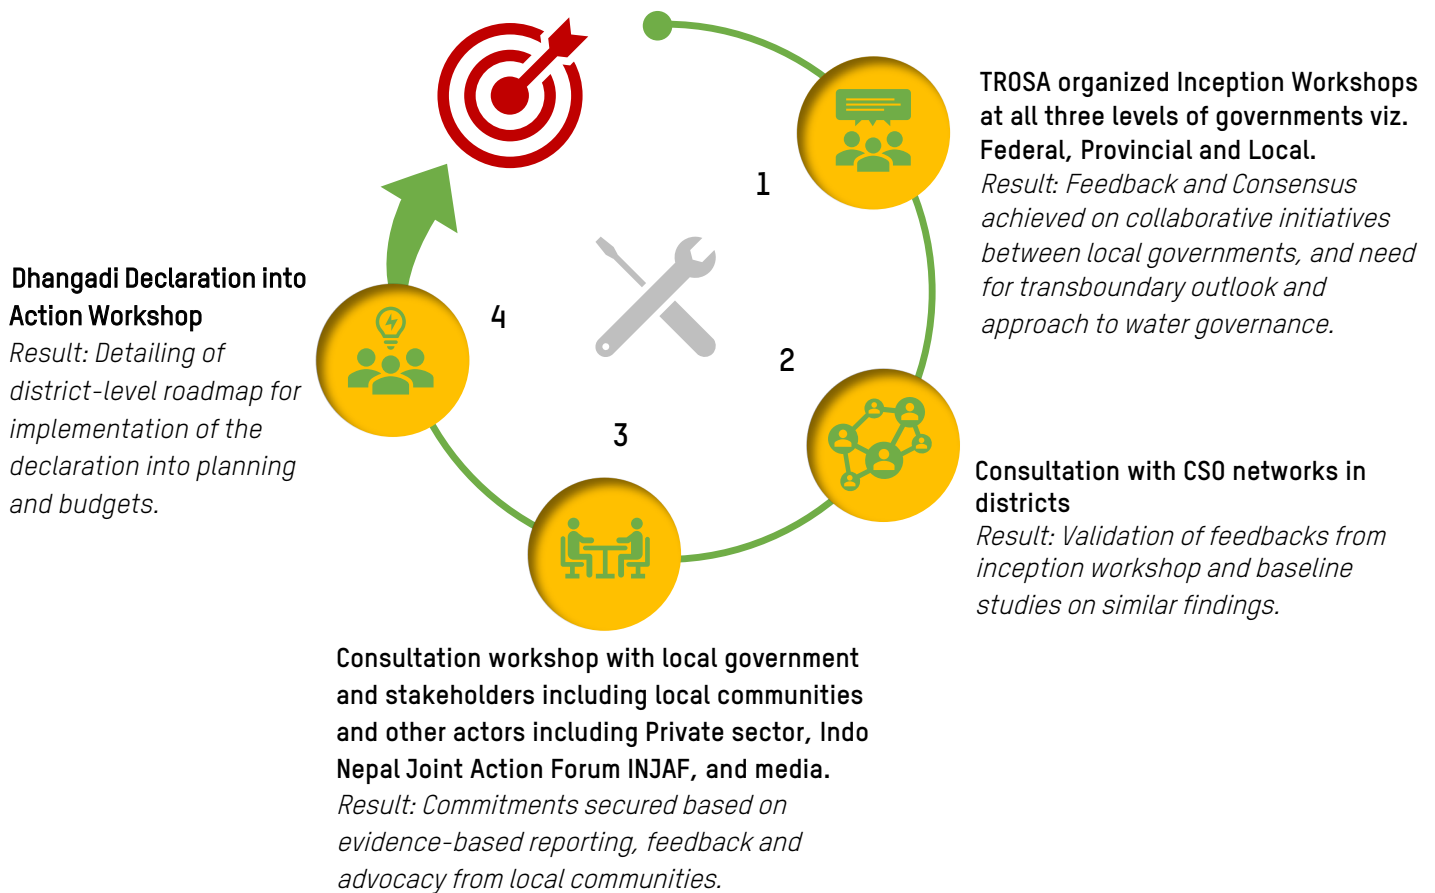 1
TROSA organized Inception Workshops
at all three levels of governments viz.
Federal, Provincial and Local.
Result: Feedback and Consensus
achieved on collaborative initiatives
between local governments, and need
for transboundary outlook and
approach to water governance.
2
Consultation with CSO networks in
districts
Result: Validation of feedbacks from
inception workshop and baseline
studies on similar findings.
3
Consultation workshop with local government
and stakeholders including local communities
and other actors including Private sector, Indo
Nepal Joint Action Forum INJAF, and media.
Result: Commitments secured based on
evidence-based reporting, feedback and
advocacy from local communities.
4
Dhangadi Declaration into
Action Workshop
Result: Detailing of
district-level roadmap for
implementation of the
declaration into planning
and budgets.